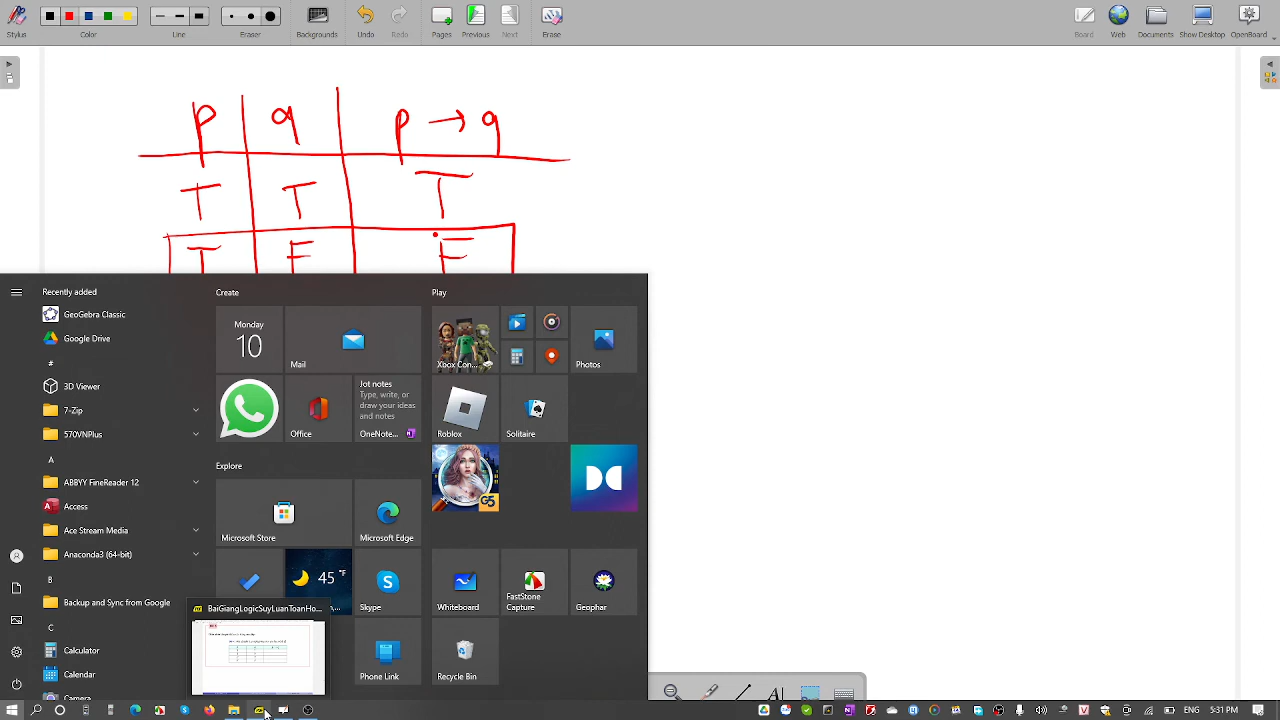 Stylus Color Line Eraser Backgrounds Undo Redo Pages Previous Next Erase Board Web Documents Show Desktop OpenBoard
p q p → q
T T T
T F F
Recently added
GeoGebra Classic
Google Drive
#
3D Viewer
7-Zip
570VNPlus
A
ABYY FineReader 12
Access
Ace Stream Media
Anaconda3 (64-bit)
B
Backup and Sync from Google
C
Calculator
Calendar
Create
Monday
10
Mail
Office
Jot notes
Type, write, or
draw your ideas
and notes
OneNote...
Explore
Microsoft Store
Microsoft Edge
45 °F
Skype
Phone Link
Play
Xbox Con...
Photos
Roblox
Solitaire
G5
Whiteboard
FastStone
Capture
Geophar
Recycle Bin
BaiGiangLogicSuyLuanToanHo...
5:31 PM